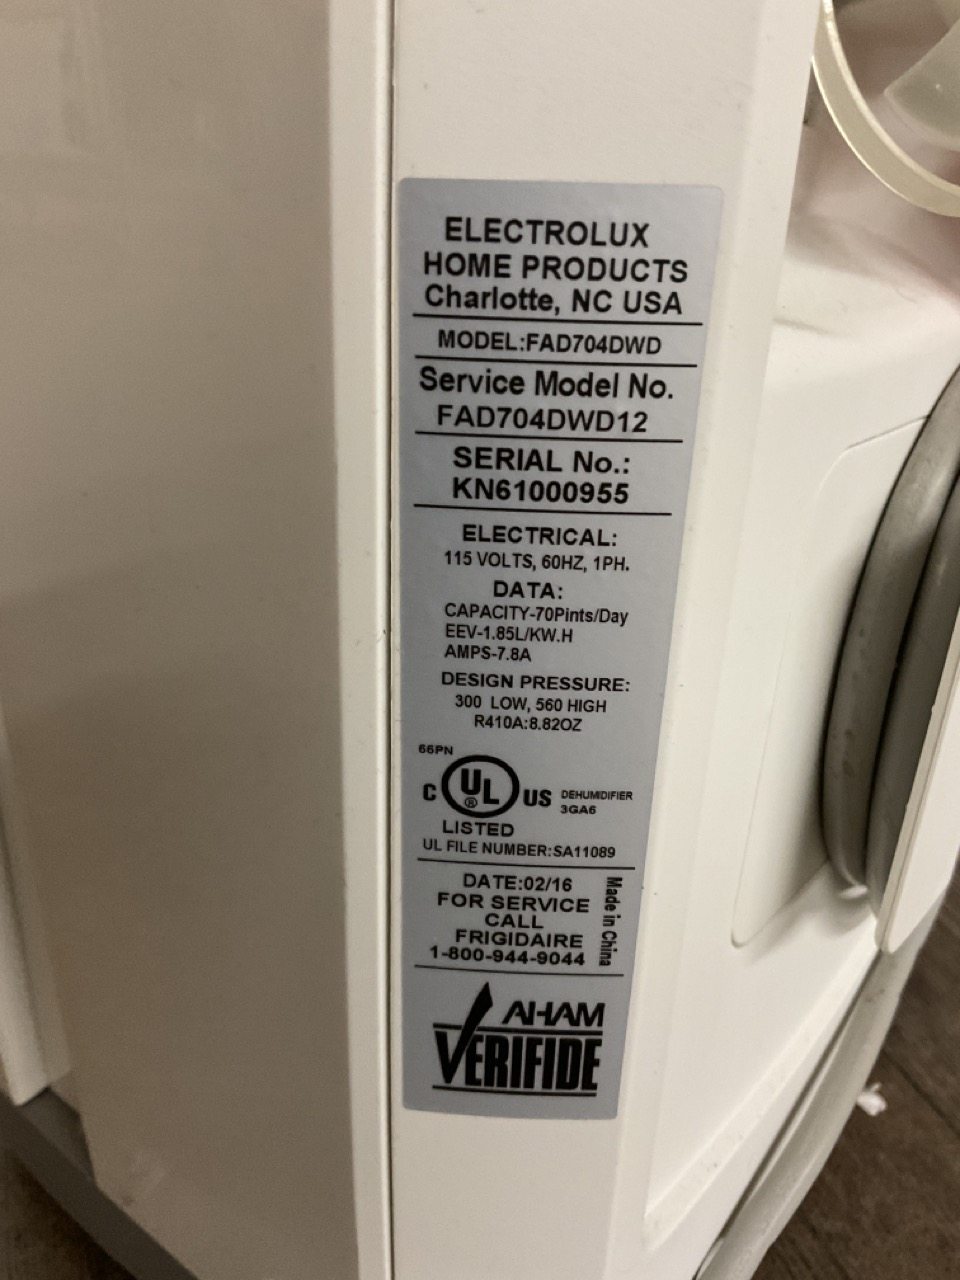 ELECTROLUX
HOME PRODUCTS
Charlotte, NC USA
MODEL:FAD704DWD
Service Model No.
FAD704DWD12
SERIAL No.:
KN61000955
ELECTRICAL:
115 VOLTS, 60HZ, 1PH.
DATA:
CAPACITY-70Pints/Day
EEV-1.85L/KW.H
AMPS-7.8A
DESIGN PRESSURE:
300 LOW, 560 HIGH
R410A:8.82OZ
66PN
C UL ® US DEHUMDIFIER
3GA6
LISTED
UL FILE NUMBER:SA11089
DATE:02/16
FOR SERVICE
CALL
FRIGIDAIRE
1-800-944-9044
Made in China
AHAM
VERIFIDE